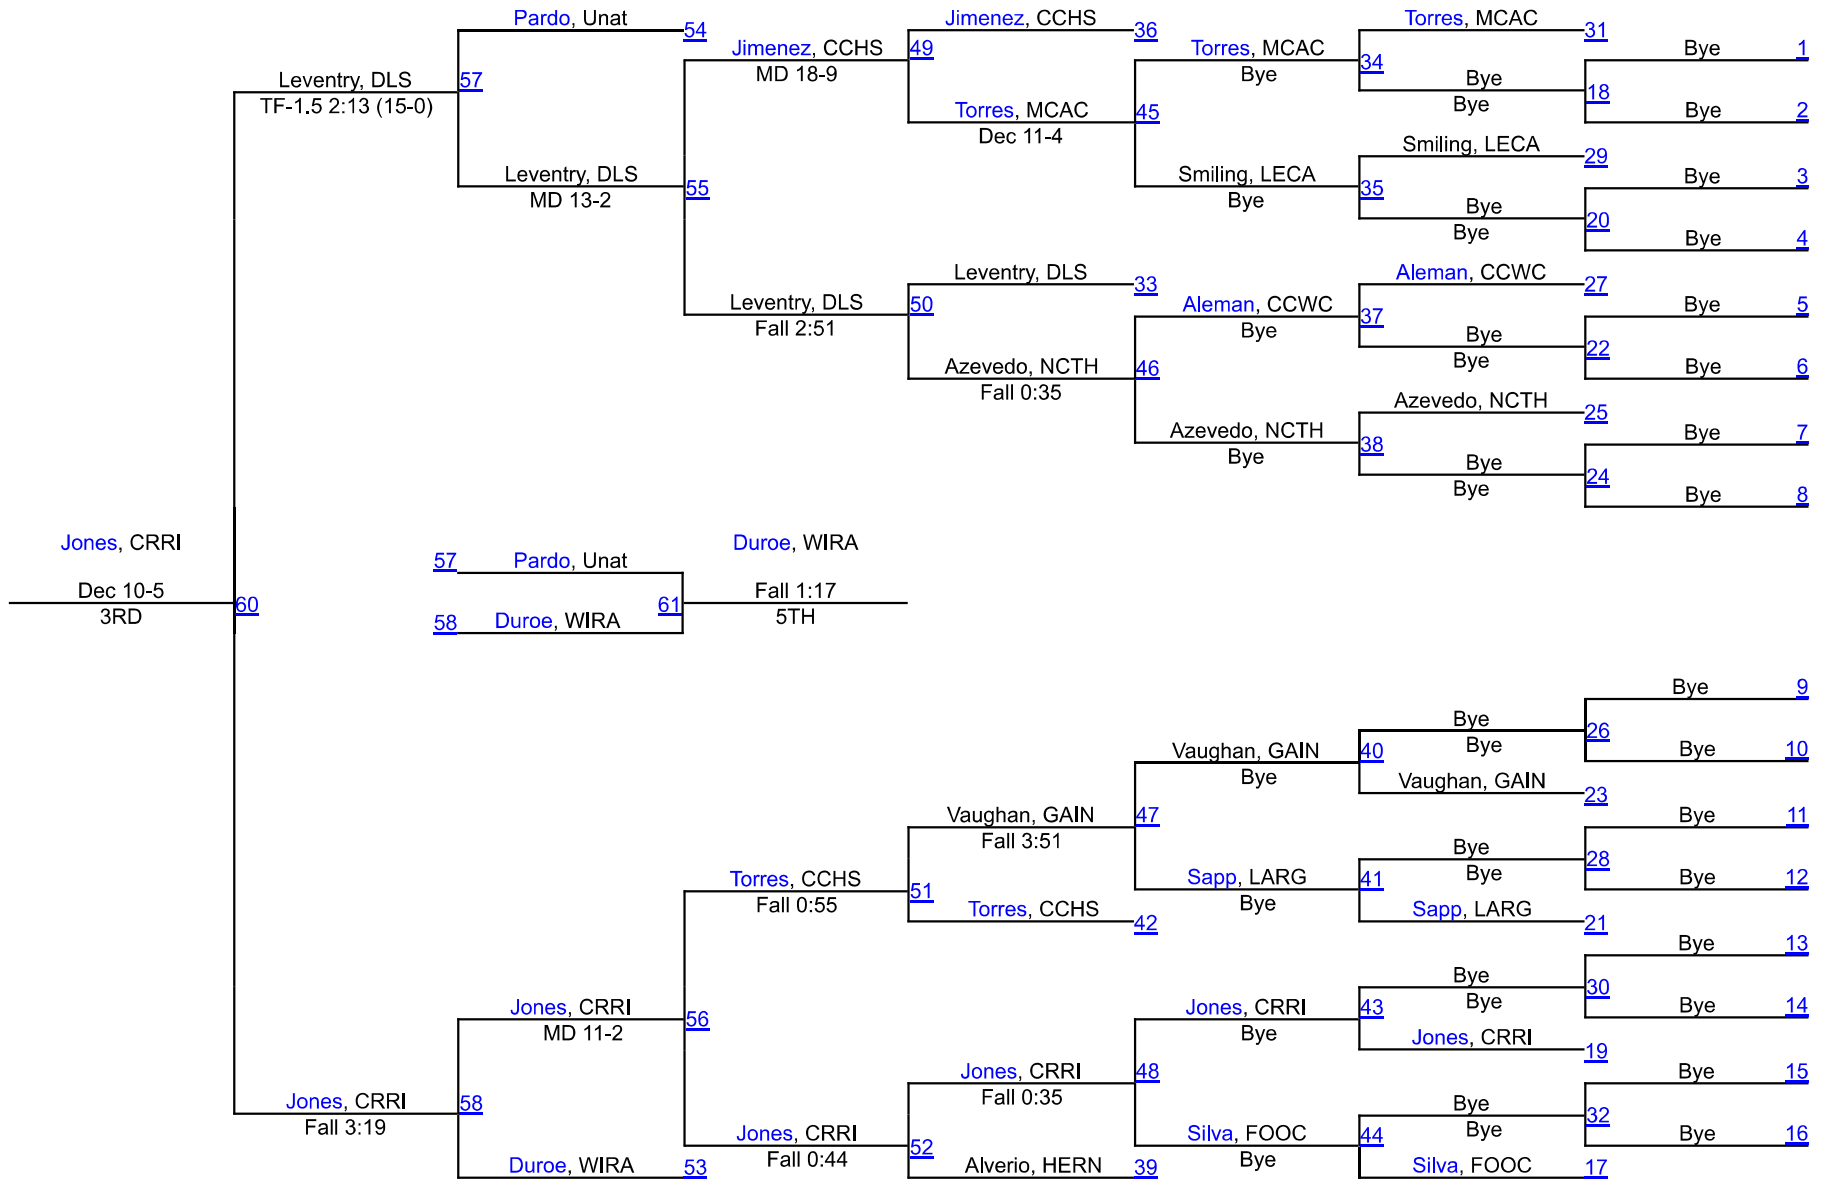 Pardo, Unat
54
Jimenez, CCHS
36
Torres, MCAC
31
Leventry, DLS
TF-1.5 2:13 (15-0)
57
Jimenez, CCHS
MD 18-9
49
Torres, MCAC
Bye
34
Bye
Bye
18
Bye
1
Bye
2
Leventry, DLS
MD 13-2
55
Torres, MCAC
Dec 11-4
45
Smiling, LECA
29
Smiling, LECA
Bye
35
Bye
Bye
20
Bye
3
Bye
4
Leventry, DLS
Fall 2:51
50
Leventry, DLS
33
Aleman, CCWC
27
Aleman, CCWC
Bye
37
Bye
Bye
22
Bye
5
Bye
6
Azevedo, NCTH
Fall 0:35
46
Azevedo, NCTH
25
Azevedo, NCTH
Bye
38
Bye
Bye
24
Bye
7
Bye
8
Jones, CRRI
Dec 10-5
3RD
60
57
Pardo, Unat
58
Duroe, WIRA
61
Duroe, WIRA
Fall 1:17
5TH
Bye
9
Bye
Bye
26
Bye
10
Vaughan, GAIN
Bye
40
Vaughan, GAIN
23
Vaughan, GAIN
Fall 3:51
47
Bye
11
Bye
Bye
28
Bye
12
Torres, CCHS
Fall 0:55
51
Sapp, LARG
Bye
41
Sapp, LARG
21
Torres, CCHS
42
Bye
13
Bye
Bye
30
Bye
14
Jones, CRRI
MD 11-2
56
Jones, CRRI
Bye
43
Jones, CRRI
19
Jones, CRRI
Fall 0:35
48
Bye
15
Jones, CRRI
Fall 3:19
58
Bye
Bye
32
Bye
16
Jones, CRRI
Fall 0:44
52
Silva, FOOC
Bye
44
Duroe, WIRA
53
Alverio, HERN
39
Silva, FOOC
17